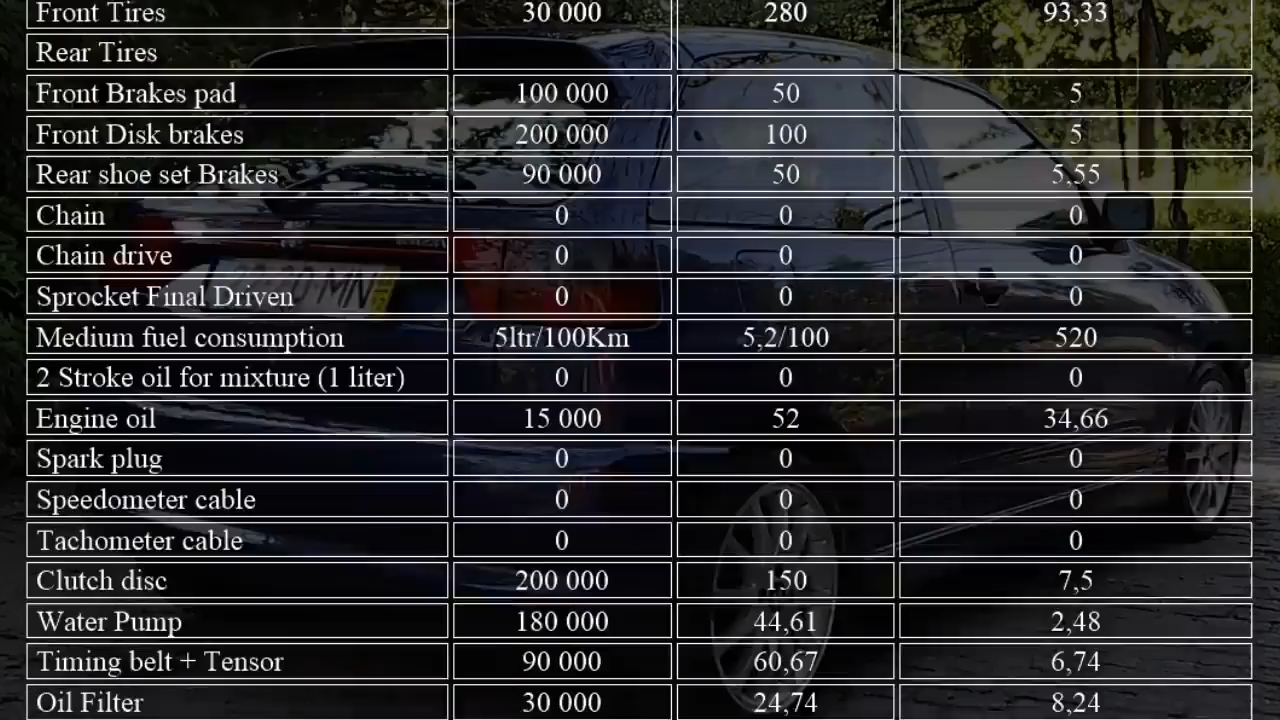 Front Tires 30 000 280 93,33
Rear Tires
Front Brakes pad 100 000 50 5
Front Disk brakes 200 000 100 5
Rear shoe set Brakes 90 000 50 5,55
Chain 0 0 0
Chain drive 0 0 0
Sprocket Final Driven 0 0 0
Medium fuel consumption 5ltr/100Km 5,2/100 520
2 Stroke oil for mixture (1 liter) 0 0 0
Engine oil 15 000 52 34,66
Spark plug 0 0 0
Speedometer cable 0 0 0
Tachometer cable 0 0 0
Clutch disc 200 000 150 7,5
Water Pump 180 000 44,61 2,48
Timing belt + Tensor 90 000 60,67 6,74
Oil Filter 30 000 24,74 8,24